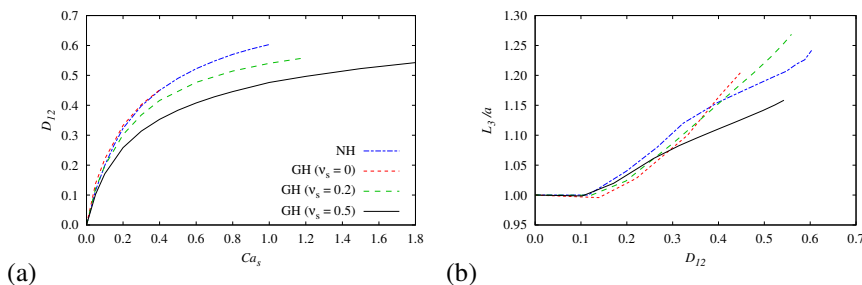 0.7
0.6
0.5
0.4
0.3
0.2
0.1
0.0
D12
0.0 0.2 0.4 0.6 0.8 1.0 1.2 1.4 1.6 1.8
Cas
NH
GH (νs = 0)
GH (νs = 0.2)
GH (νs = 0.5)
(a)
1.30
1.25
1.20
1.15
1.10
1.05
1.00
0.95
L3/a
0.0 0.1 0.2 0.3 0.4 0.5 0.6 0.7
D12
(b)